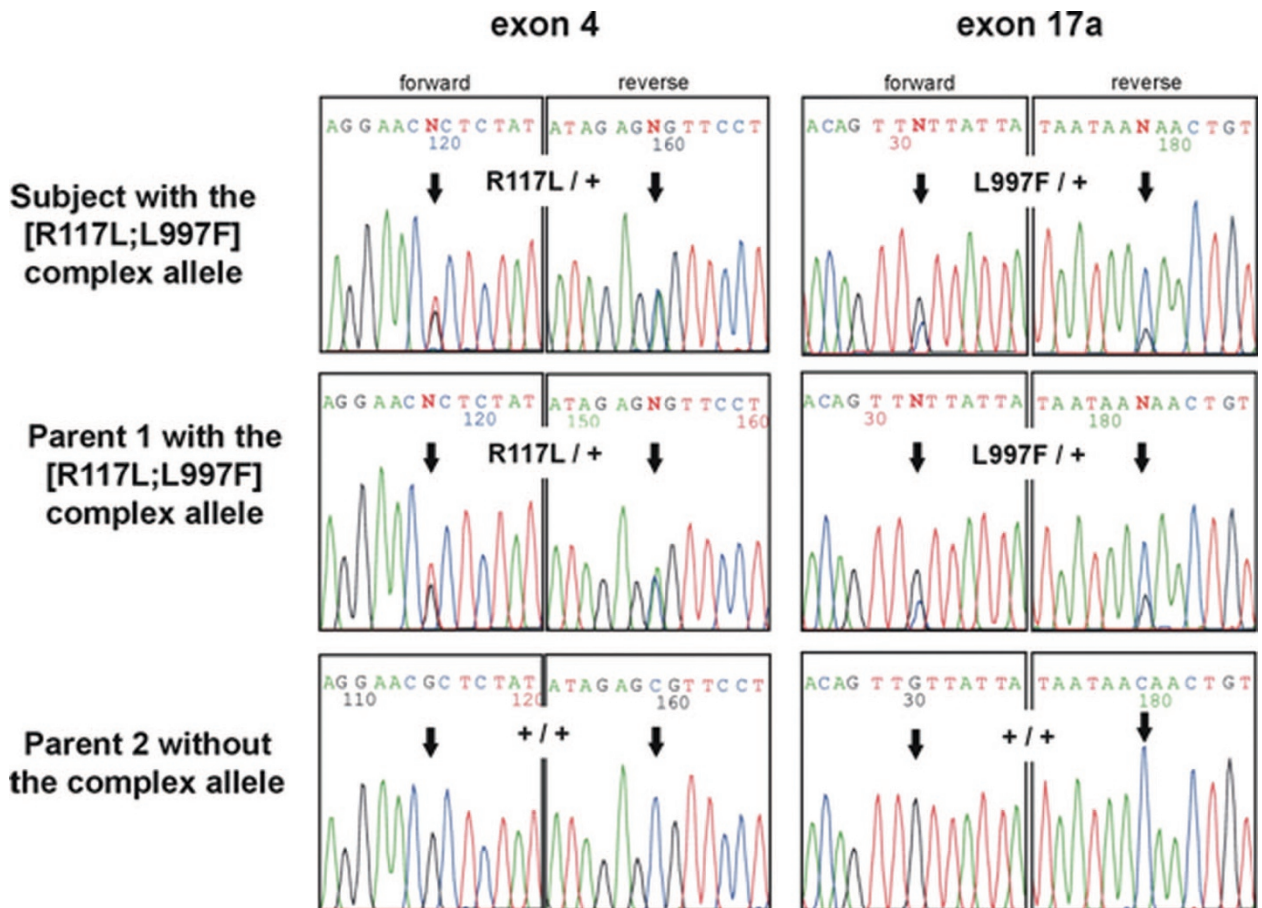 exon 4 exon 17a
forward reverse forward reverse
AGGAACNCTCTAT ATAGAGNGTTCCT ACAGTTNTTATTA TAATAANAACTGT
120 160 30 180
R117L / + L997F / +
Subject with the
[R117L;L997F]
complex allele
AGGAACNCTCTAT ATAGAGNGTTCCT ACAGTTNTTATTA TAATAANAACTGT
120 150 160 30 180
R117L / + L997F / +
Parent 1 with the
[R117L;L997F]
complex allele
AGGAACGCTCTAT ATAGAGCGTTCCT ACAGTTGTTATTA TAATAACAACTGT
110 120 160 30 180
+ / + + / +
Parent 2 without
the complex allele